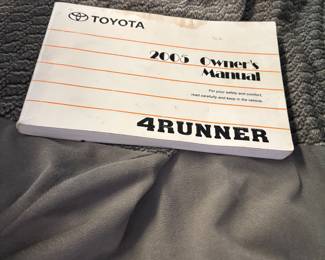 TOYOTA
2005 Owner's
Manual
For your safety and comfort,
read carefully and keep in the vehicle.
4RUNNER